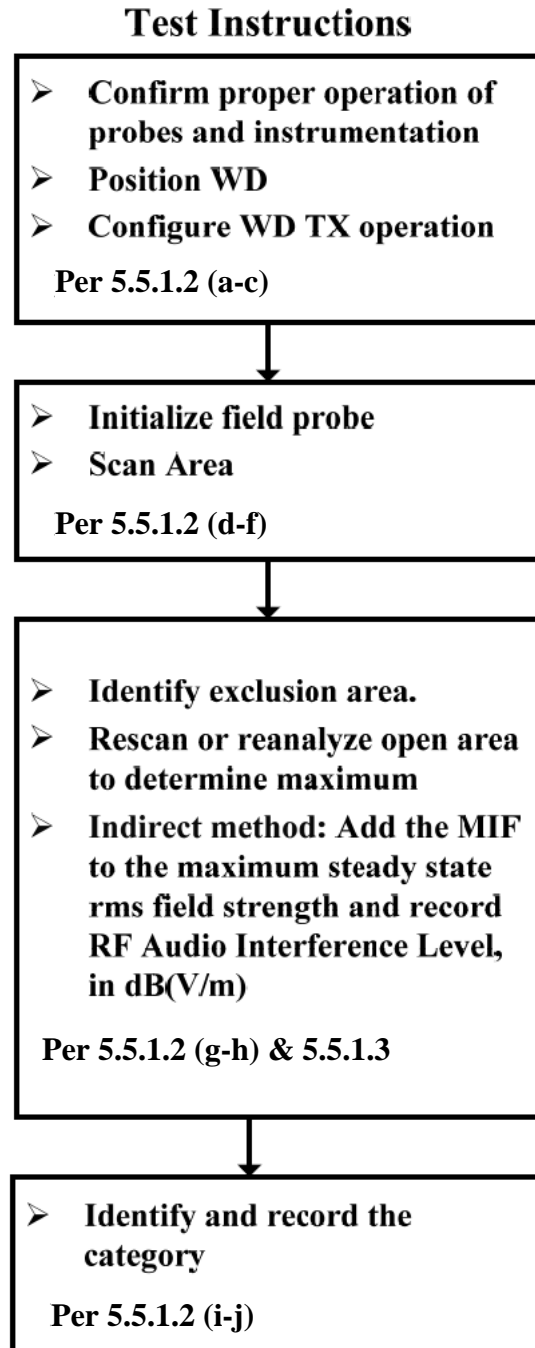 Test Instructions
➢ Confirm proper operation of
probes and instrumentation
➢ Position WD
➢ Configure WD TX operation
Per 5.5.1.2 (a-c)
➢ Initialize field probe
➢ Scan Area
Per 5.5.1.2 (d-f)
➢ Identify exclusion area.
➢ Rescan or reanalyze open area
to determine maximum
➢ Indirect method: Add the MIF
to the maximum steady state
rms field strength and record
RF Audio Interference Level,
in dB(V/m)
Per 5.5.1.2 (g-h) & 5.5.1.3
➢ Identify and record the
category
Per 5.5.1.2 (i-j)